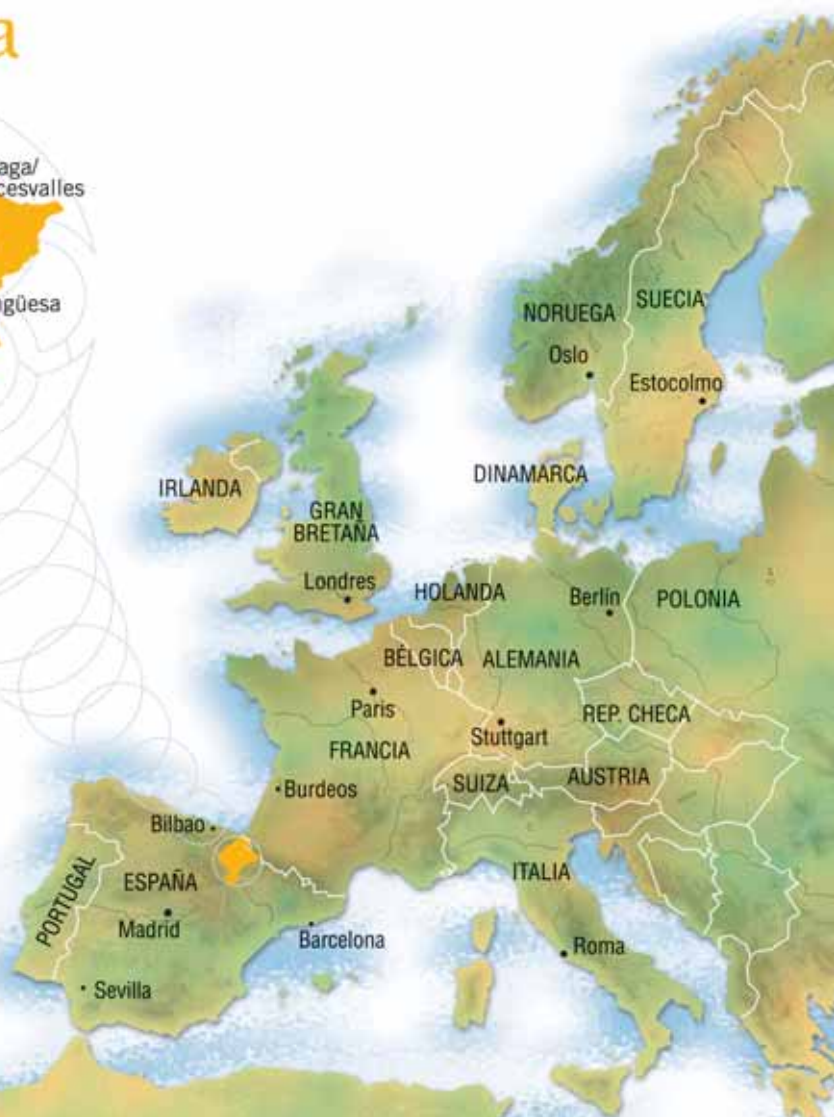 a
aga/
cesvalles
güesa
NORUEGA
SUECIA
Oslo
Estocolmo
DINAMARCA
IRLANDA
GRAN
BRETAÑA
Londres
HOLANDA
Berlín
POLONIA
BÉLGICA
ALEMANIA
Paris
REP. CHECA
Stuttgart
FRANCIA
SUIZA
AUSTRIA
Burdeos
Bilbao
ITALIA
ESPAÑA
PORTUGAL
Madrid
Barcelona
Roma
Sevilla